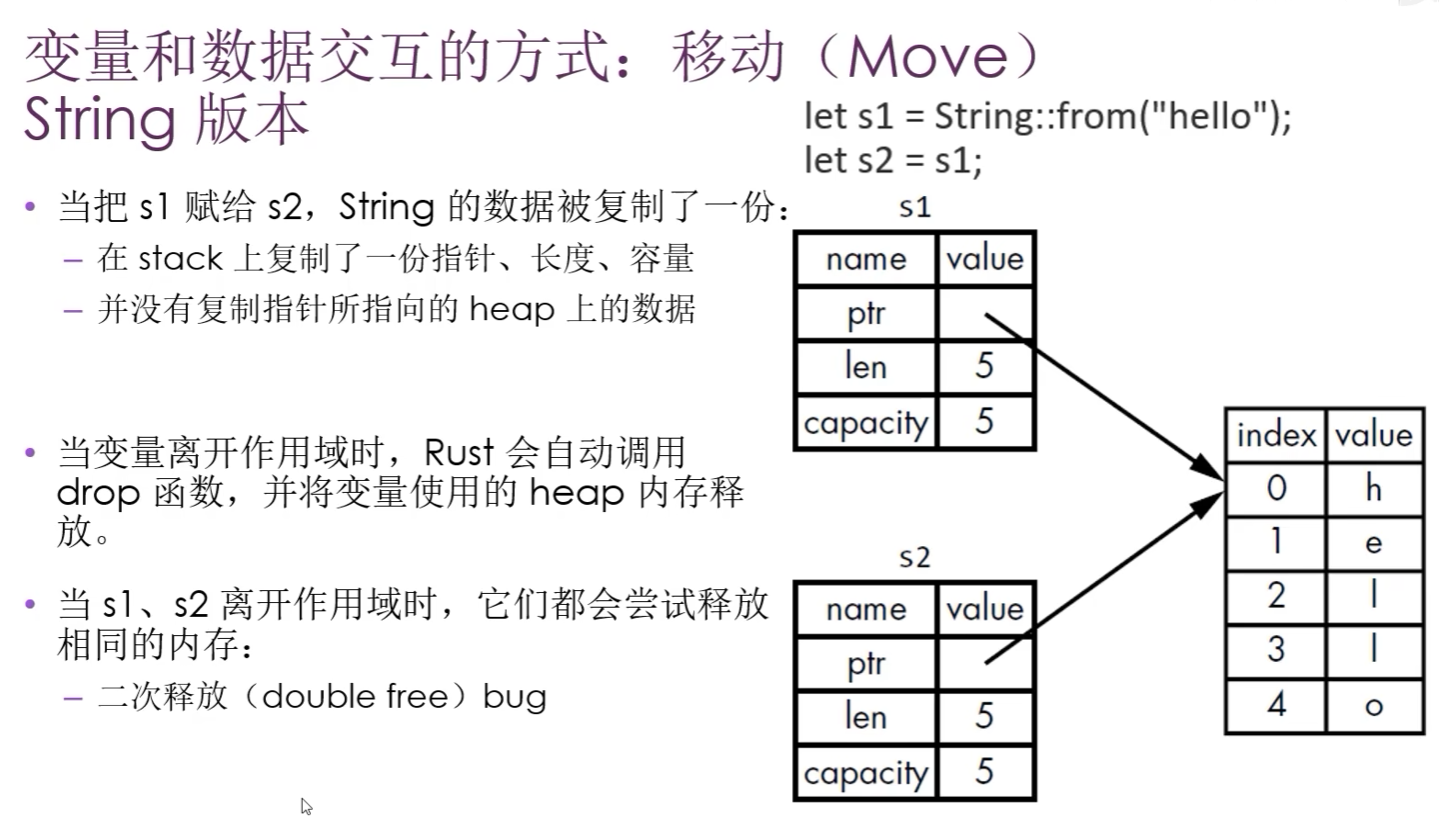 变量和数据交互的方式：移动（Move）
String 版本
let s1 = String::from("hello");
let s2 = s1;
• 当把 s1 赋给 s2，String 的数据被复制了一份：
– 在 stack 上复制了一份指针、长度、容量
– 并没有复制指针所指向的 heap 上的数据
• 当变量离开作用域时，Rust 会自动调用
drop 函数，并将变量使用的 heap 内存释
放。
• 当 s1、s2 离开作用域时，它们都会尝试释放
相同的内存：
– 二次释放（double free）bug
s1
name value
ptr
len 5
capacity 5
s2
name value
ptr
len 5
capacity 5
index value
0 h
1 e
2 l
3 l
4 o